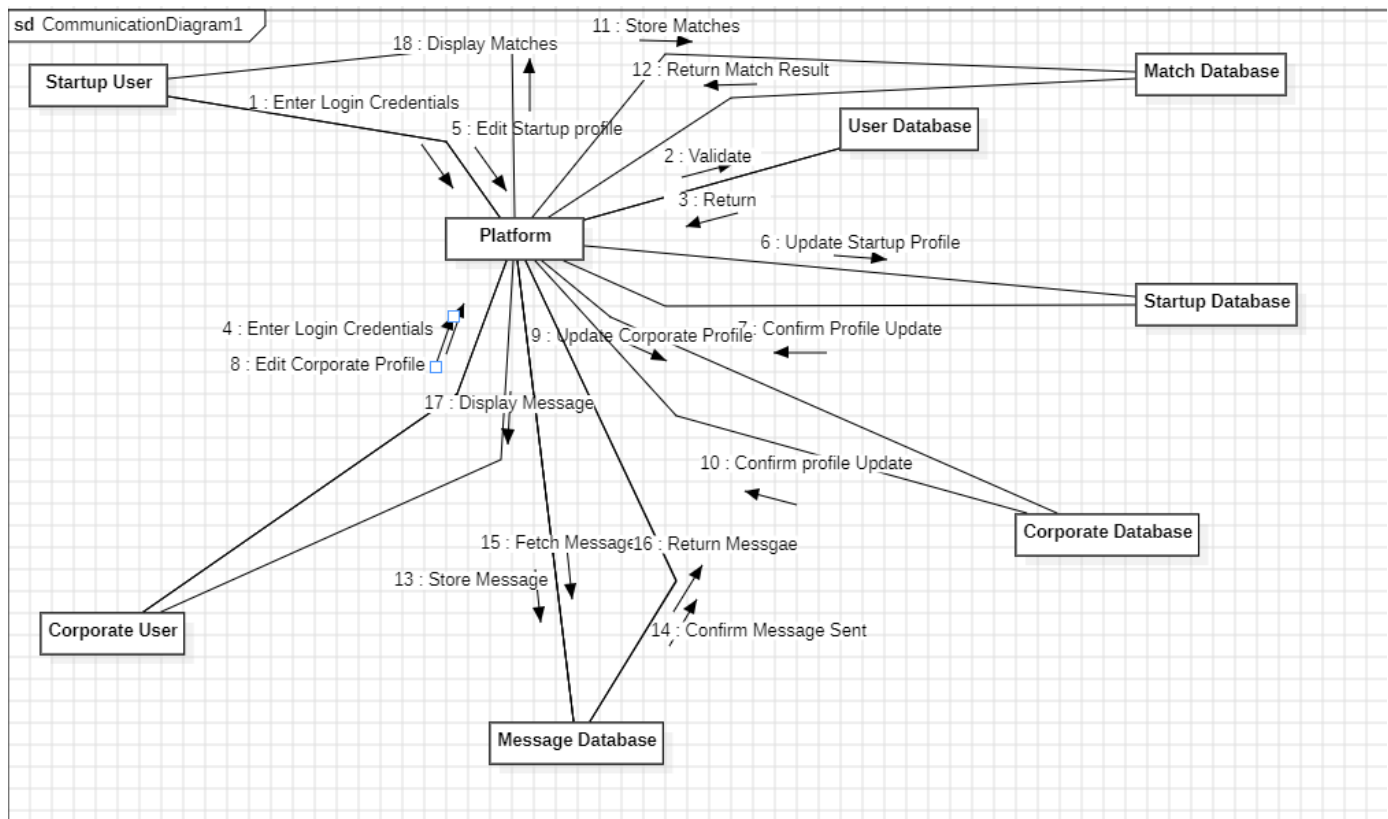 sd CommunicationDiagram1
11 : Store Matches
18 : Display Matches
Startup User
12 : Return Match Result
Match Database
1 : Enter Login Credentials
5 : Edit Startup profile
User Database
2 : Validate
3 : Return
Platform
6 : Update Startup Profile
Startup Database
4 : Enter Login Credentials
9 : Update Corporate Profile
7 : Confirm Profile Update
8 : Edit Corporate Profile
17 : Display Message
10 : Confirm profile Update
Corporate Database
15 : Fetch Message
16 : Return Messgae
13 : Store Message
Corporate User
14 : Confirm Message Sent
Message Database